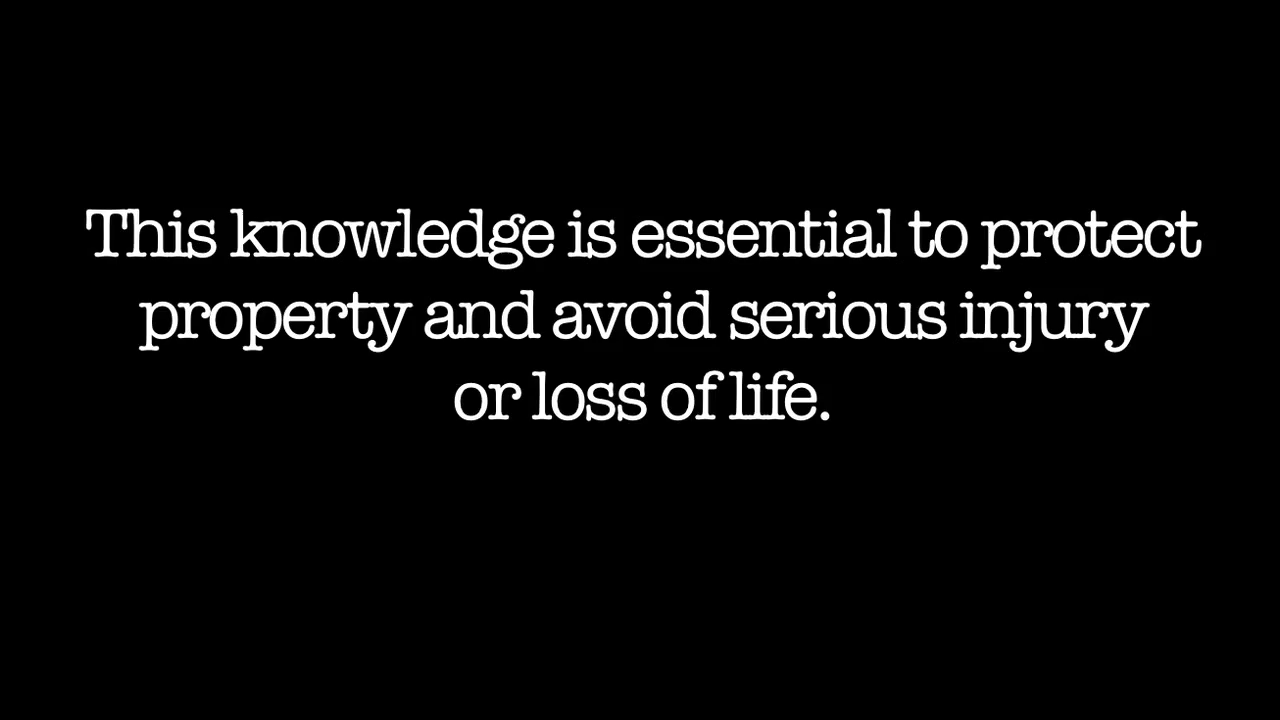 This knowledge is essential to protect
property and avoid serious injury
or loss of life.